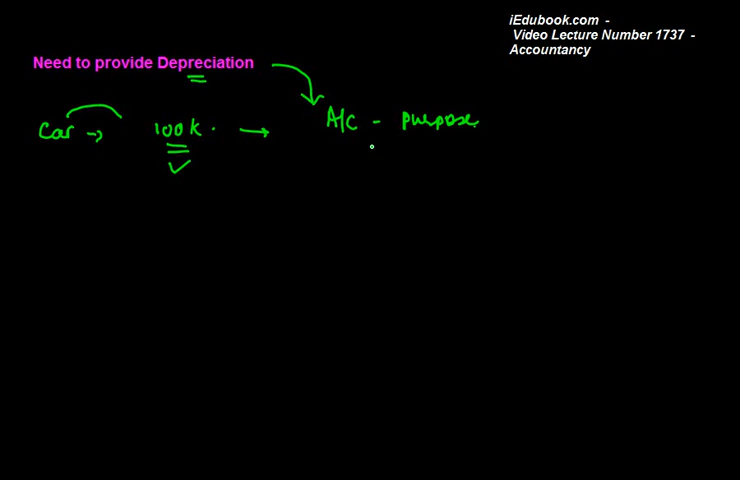 iEdubook.com -
Video Lecture Number 1737 -
Accountancy
Need to provide Depreciation
Car → 100K. → A/C - purpose